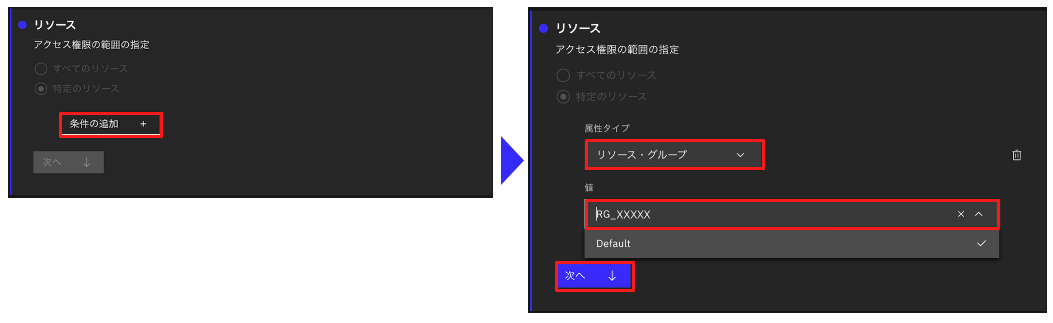 リソース
アクセス権限の範囲の指定
すべてのリソース
特定のリソース
条件の追加 +
次へ ↓
リソース
アクセス権限の範囲の指定
すべてのリソース
特定のリソース
属性タイプ
リソース・グループ
値
RG_XXXXX
Default
次へ ↓